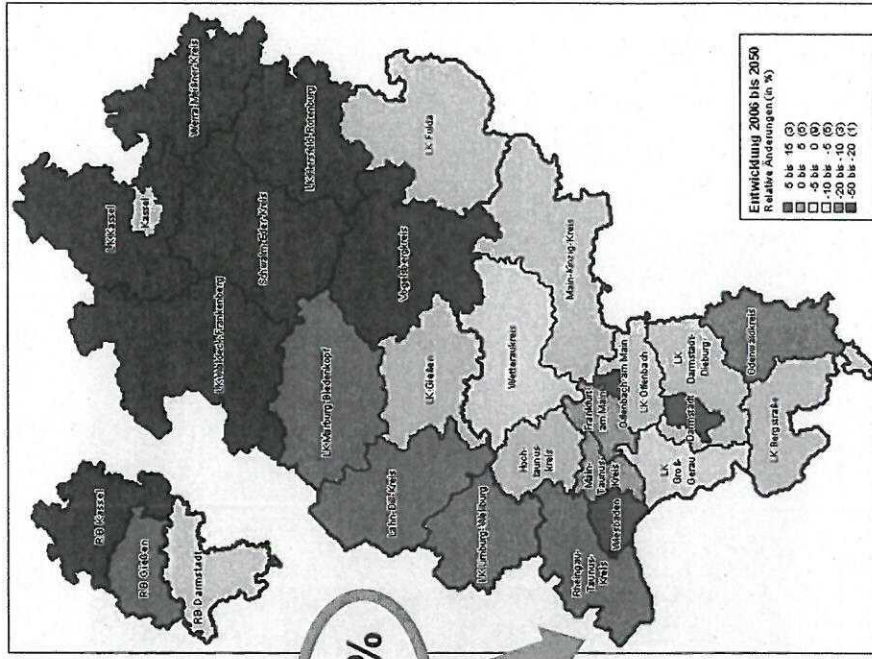 %
RB Kassel
RB Gießen
RB Darmstadt
LK Kassel
Kassel
Werra-Meißner-Kreis
LK Waldeck-Frankenberg
Schwalm-Eder-Kreis
LK Hersfeld-Rotenburg
LK Marburg-Biedenkopf
Vogelsbergkreis
LK Fulda
Lahn-Dill-Kreis
LK Gießen
LK Limburg-Weilburg
Hoch-
taunus-
kreis
Wetteraukreis
Main-Kinzig-Kreis
Rheingau-
Taunus-
Kreis
Wiesbaden
Main-
Taunus-
Kreis
Frankfurt
am Main
Offenbach am Main
LK Offenbach
LK
Groß-
Gerau
Darmstadt
LK
Darmstadt-
Dieburg
LK Bergstraße
Odenwaldkreis
Entwicklung 2006 bis 2050
Relative Änderungen (in %)
5 bis 15 (3)
0 bis 5 (5)
-5 bis 0 (9)
-10 bis -5
-20 bis -10 (3)
-50 bis -20 (1)